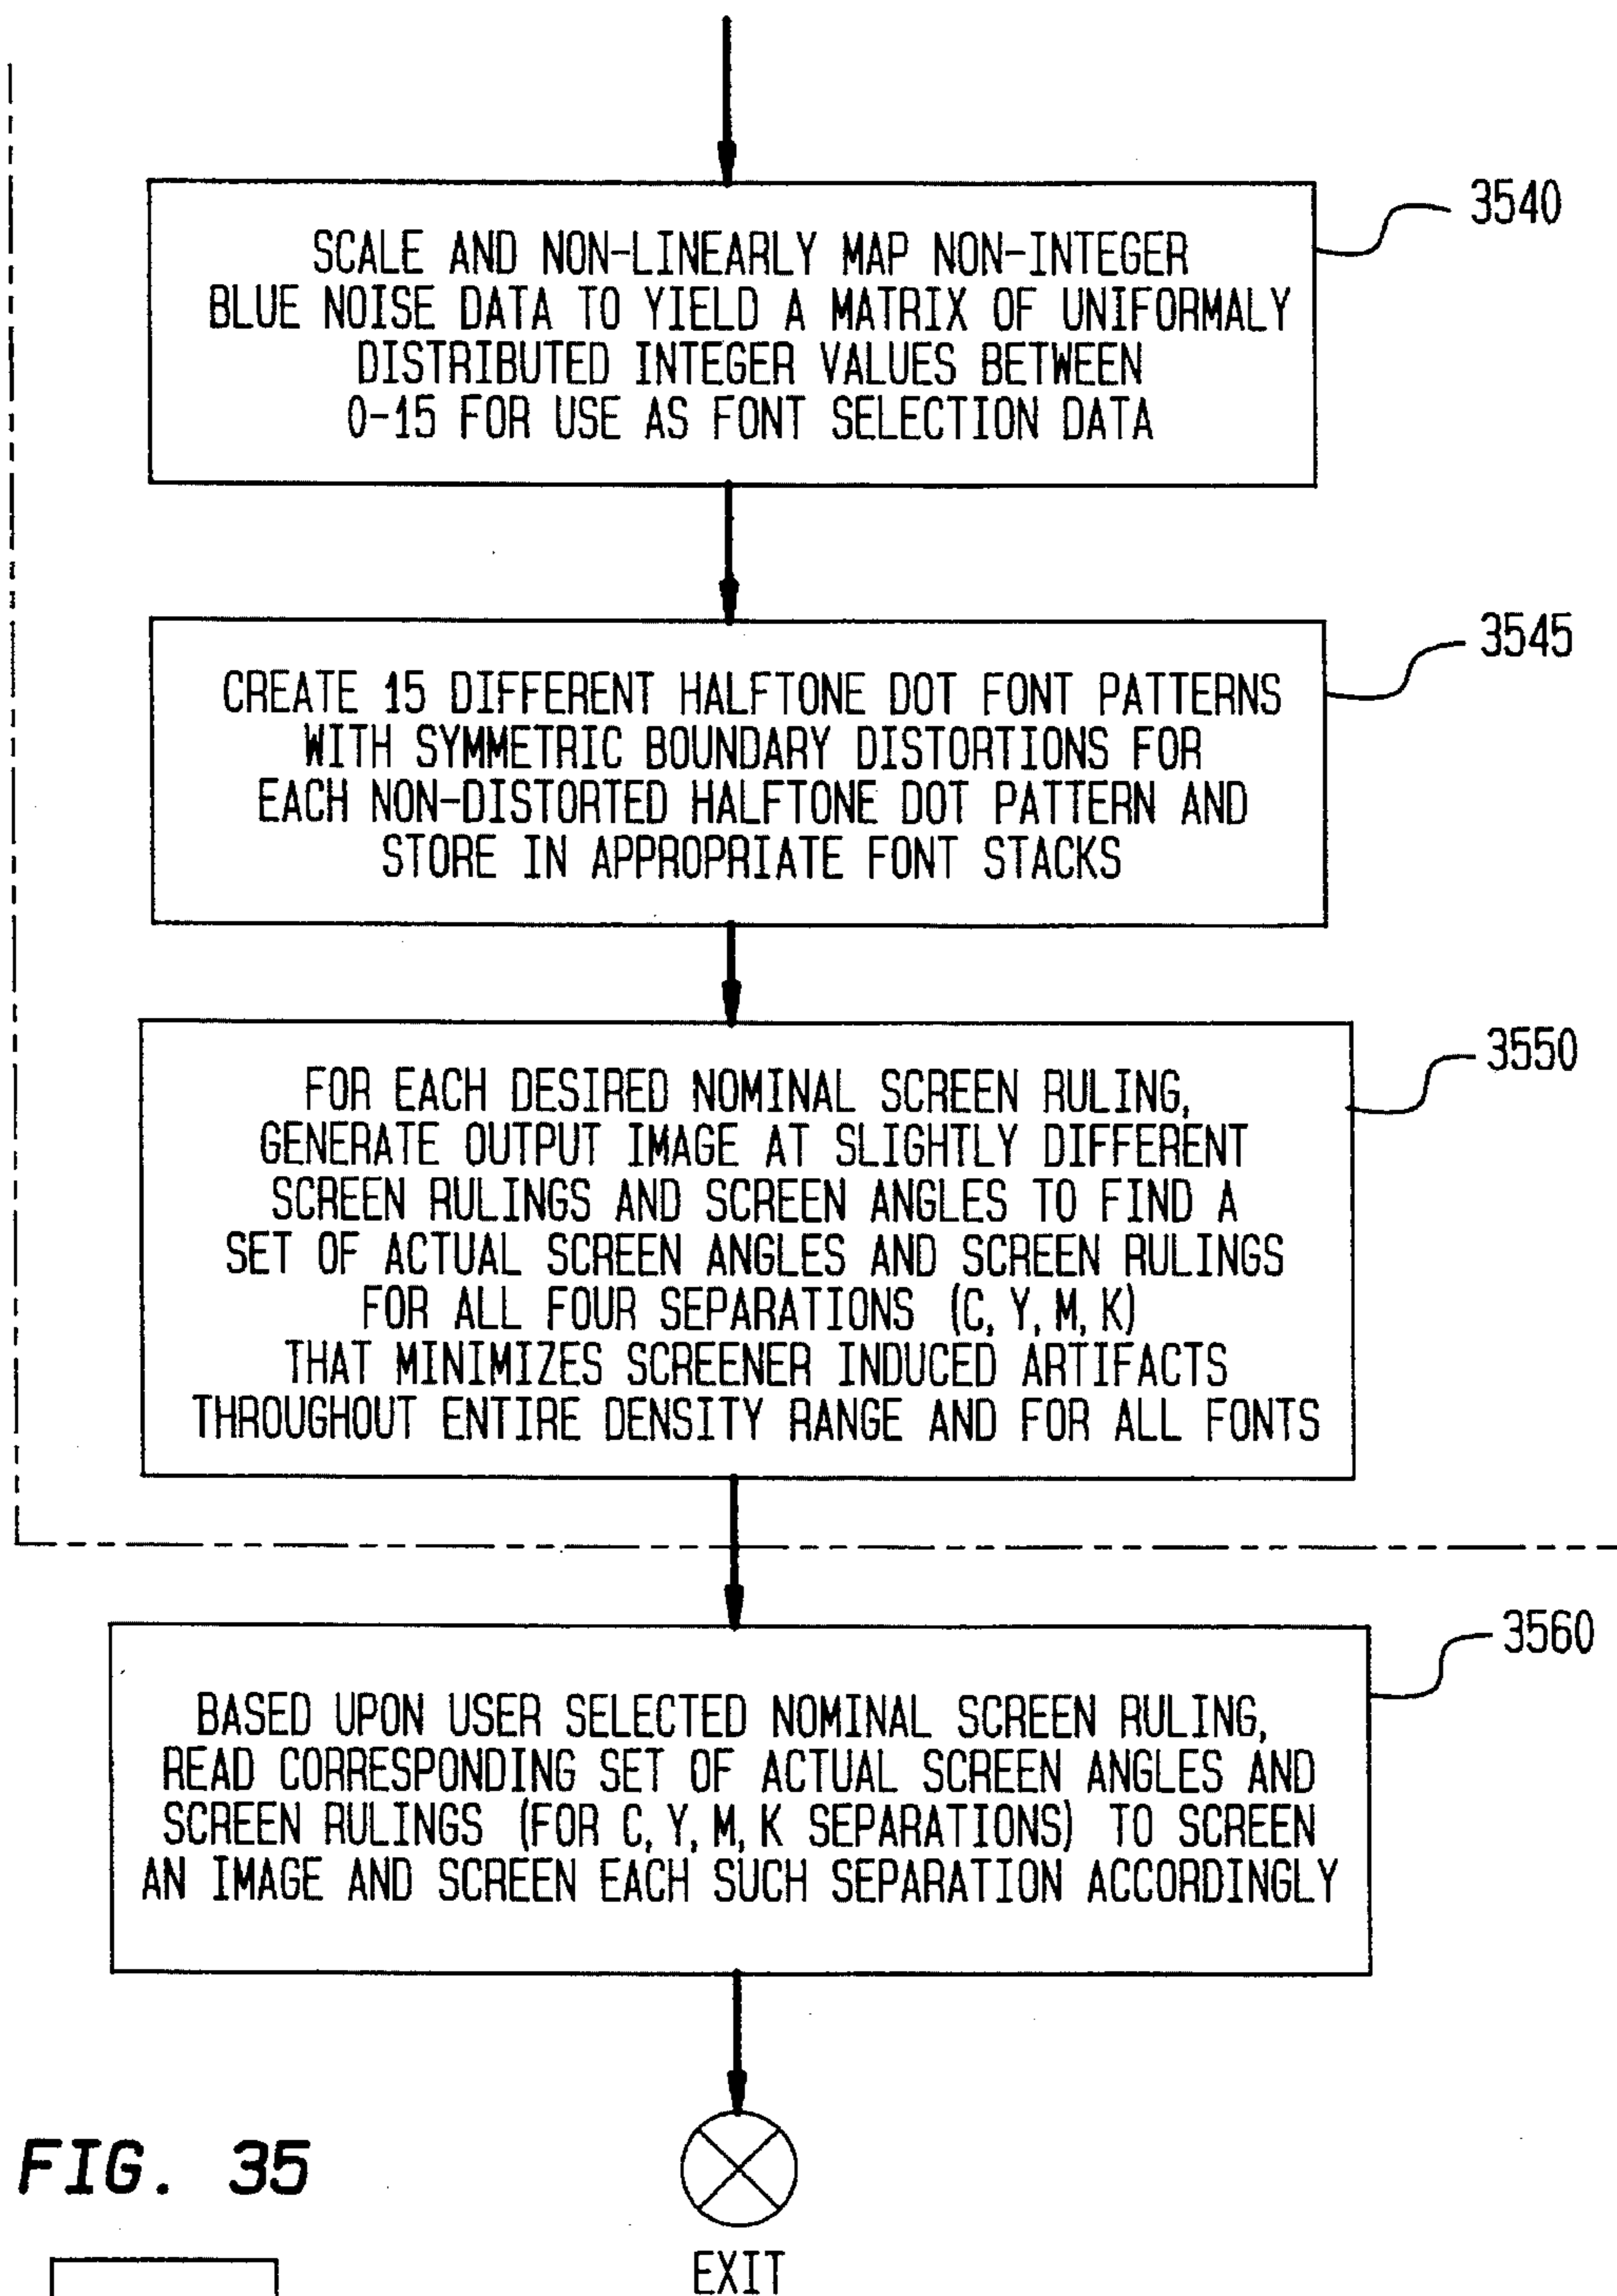 3540
SCALE AND NON-LINEARLY MAP NON-INTEGER
BLUE NOISE DATA TO YIELD A MATRIX OF UNIFORMALY
DISTRIBUTED INTEGER VALUES BETWEEN
0-15 FOR USE AS FONT SELECTION DATA
3545
CREATE 15 DIFFERENT HALFTONE DOT FONT PATTERNS
WITH SYMMETRIC BOUNDARY DISTORTIONS FOR
EACH NON-DISTORTED HALFTONE DOT PATTERN AND
STORE IN APPROPRIATE FONT STACKS
3550
FOR EACH DESIRED NOMINAL SCREEN RULING,
GENERATE OUTPUT IMAGE AT SLIGHTLY DIFFERENT
SCREEN RULINGS AND SCREEN ANGLES TO FIND A
SET OF ACTUAL SCREEN ANGLES AND SCREEN RULINGS
FOR ALL FOUR SEPARATIONS (C, Y, M, K)
THAT MINIMIZES SCREENER INDUCED ARTIFACTS
THROUGHOUT ENTIRE DENSITY RANGE AND FOR ALL FONTS
3560
BASED UPON USER SELECTED NOMINAL SCREEN RULING,
READ CORRESPONDING SET OF ACTUAL SCREEN ANGLES AND
SCREEN RULINGS (FOR C, Y, M, K SEPARATIONS) TO SCREEN
AN IMAGE AND SCREEN EACH SUCH SEPARATION ACCORDINGLY
FIG. 35
EXIT